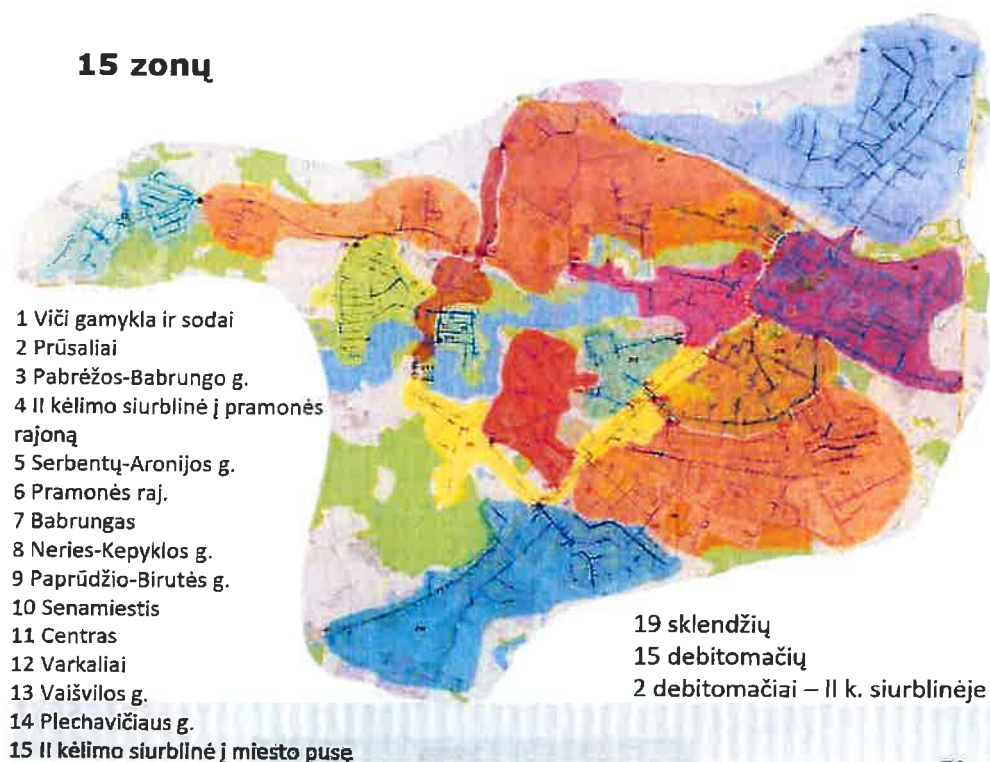 15 zonų
1 Viči gamykla ir sodai
2 Prūsaliai
3 Pabrėžos-Babrungo g.
4 II kėlimo siurblinė į pramonės
rajoną
5 Serbentų-Aronijos g.
6 Pramonės raj.
7 Babrungas
8 Neries-Kepyklos g.
9 Paprūdžio-Birutės g.
10 Senamiestis
11 Centras
12 Varkaliai
13 Vaišvilos g.
14 Plechavičiaus g.
15 II kėlimo siurblinė į miesto pusę
19 sklendžių
15 debitomačių
2 debitomačiai – II k. siurblinėje